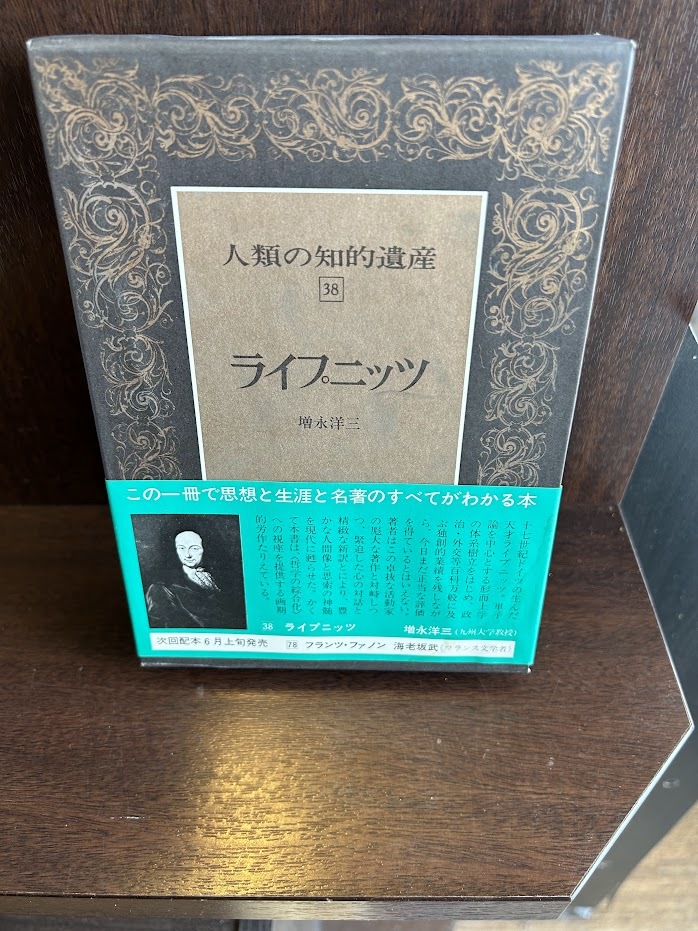 人類の知的遺産
38
ライプニッツ
増永洋三
この一冊で思想と生涯と名著のすべてがわかる本
十七世紀ドイツの生んだ
天才ライプニッツ。単子
論を中心とする形而上学
の体系樹立をはじめ、政
治・外交等百科万般に及
ぶ独創的業績を残しなが
ら、今日まだ正当な評価
を得ているとはいえない。
著者はこの卓抜な活動家
の厖大な著作と対峙しつ
つ、緊迫した心の対話と
精緻な新訳とにより、豊
かな人間像と思索の神髄
を現代に甦らせた。かく
て本書は、〈哲学の綜合化〉
への視座を提供する画期
的労作たりえている。
38 ライプニッツ 増永洋三(九州大学教授)
次回配本6月上旬発売 78 フランツ・ファノン 海老坂武(フランス文学者)